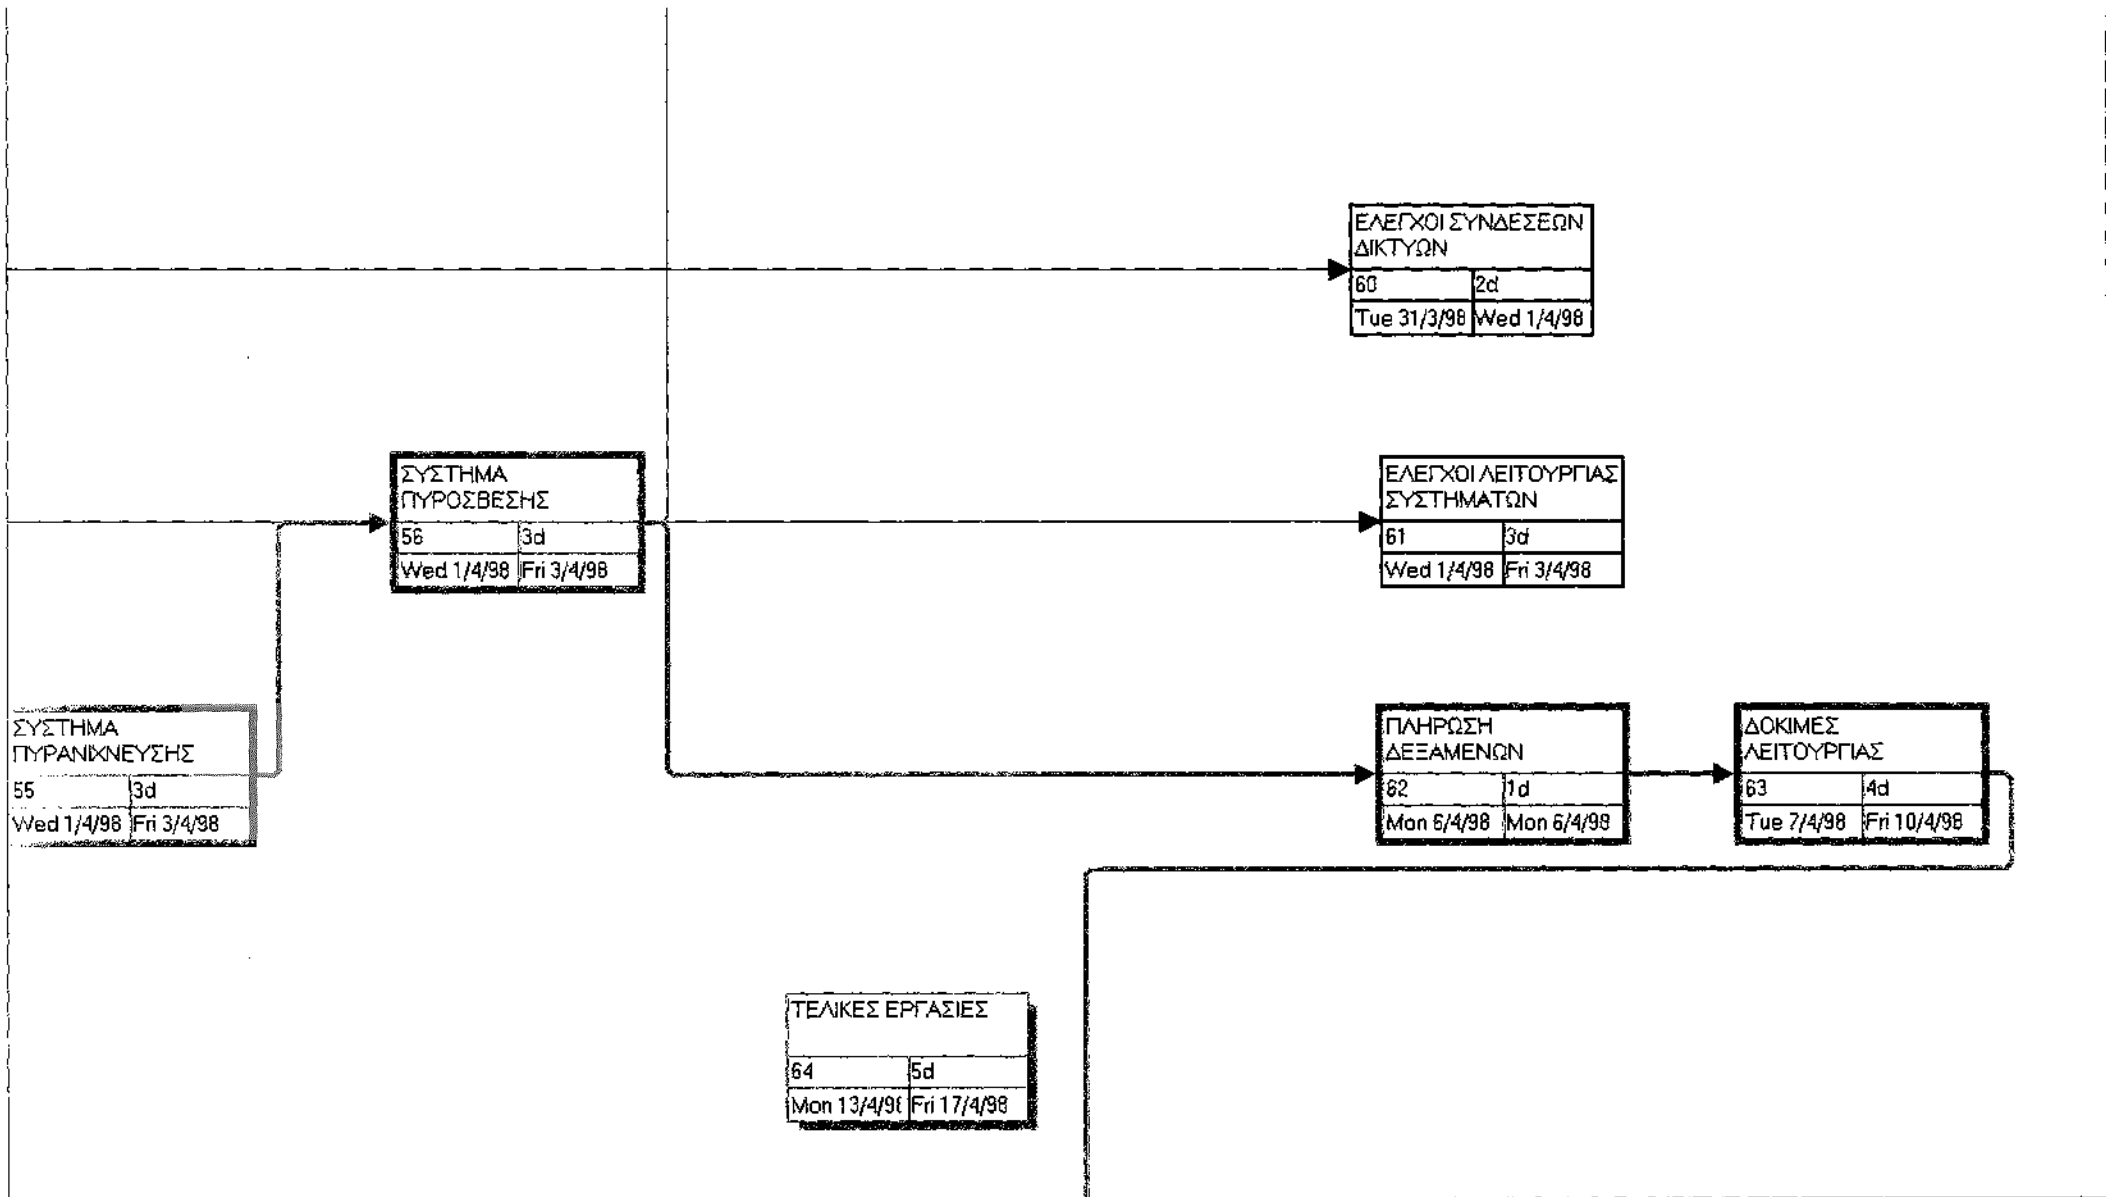 ΕΛΕΓΧΟΙ ΣΥΝΔΕΣΕΩΝ
ΔΙΚΤΥΩΝ
60 2d
Tue 31/3/98 Wed 1/4/98
ΣΥΣΤΗΜΑ
ΠΥΡΟΣΒΕΣΗΣ
56 3d
Wed 1/4/98 Fri 3/4/98
ΕΛΕΓΧΟΙ ΛΕΙΤΟΥΡΓΙΑΣ
ΣΥΣΤΗΜΑΤΩΝ
61 3d
Wed 1/4/98 Fri 3/4/98
ΣΥΣΤΗΜΑ
ΠΥΡΑΝΙΧΝΕΥΣΗΣ
55 3d
Wed 1/4/98 Fri 3/4/98
ΠΛΗΡΩΣΗ
ΔΕΞΑΜΕΝΩΝ
62 1d
Mon 6/4/98 Mon 6/4/98
ΔΟΚΙΜΕΣ
ΛΕΙΤΟΥΡΓΙΑΣ
63 4d
Tue 7/4/98 Fri 10/4/98
ΤΕΛΙΚΕΣ ΕΡΓΑΣΙΕΣ
64 5d
Mon 13/4/98 Fri 17/4/98